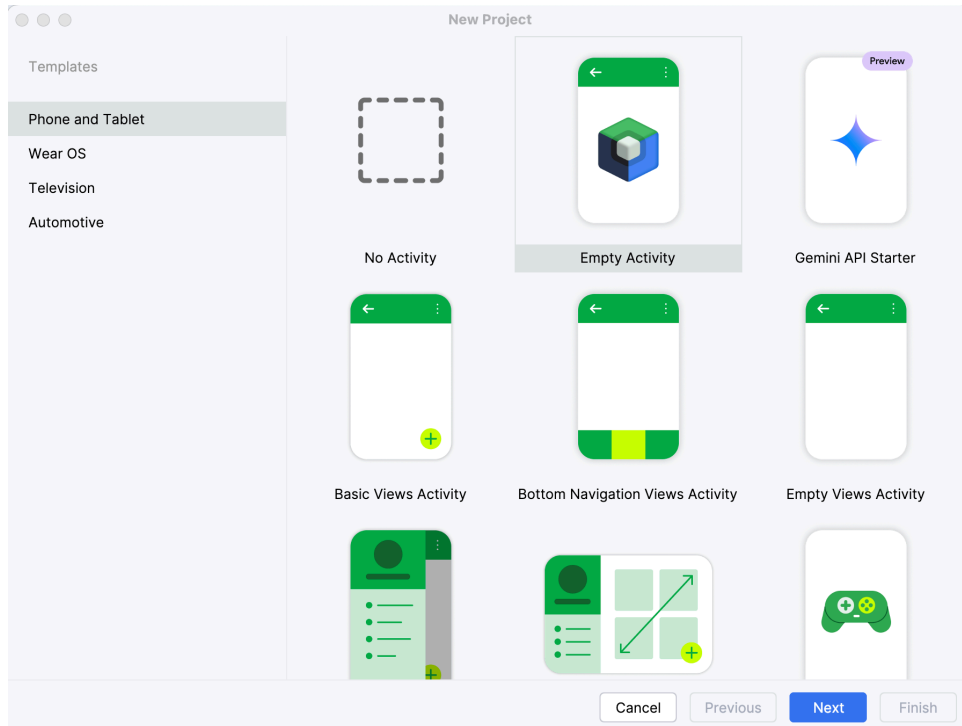 New Project
Templates
Phone and Tablet
Wear OS
Television
Automotive
No Activity
Empty Activity
Preview
Gemini API Starter
Basic Views Activity
Bottom Navigation Views Activity
Empty Views Activity
Cancel
Previous
Next
Finish